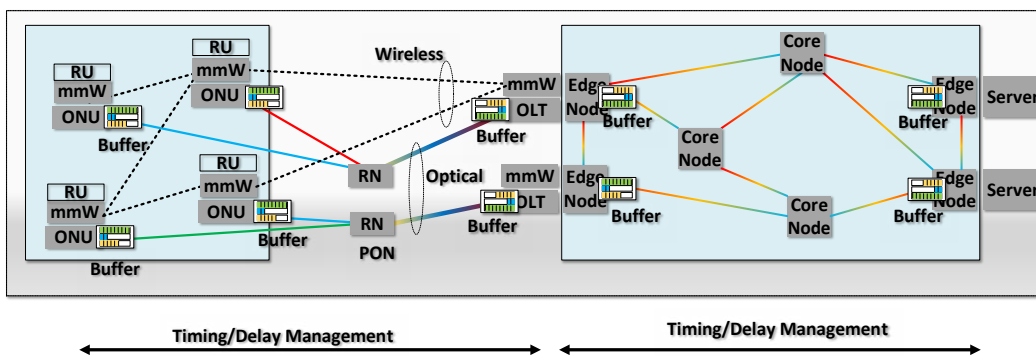 RU
mmW
ONU
Buffer
RU
mmW
ONU
RU
mmW
ONU
Buffer
RU
mmW
ONU
Buffer
Wireless
Optical
RN
RN
PON
mmW
OLT
Buffer
mmW
OLT
Buffer
Edge
Node
Buffer
Edge
Node
Buffer
Core
Node
Core
Node
Core
Node
Edge
Node
Buffer
Server
Edge
Node
Buffer
Server
Timing/Delay Management
Timing/Delay Management